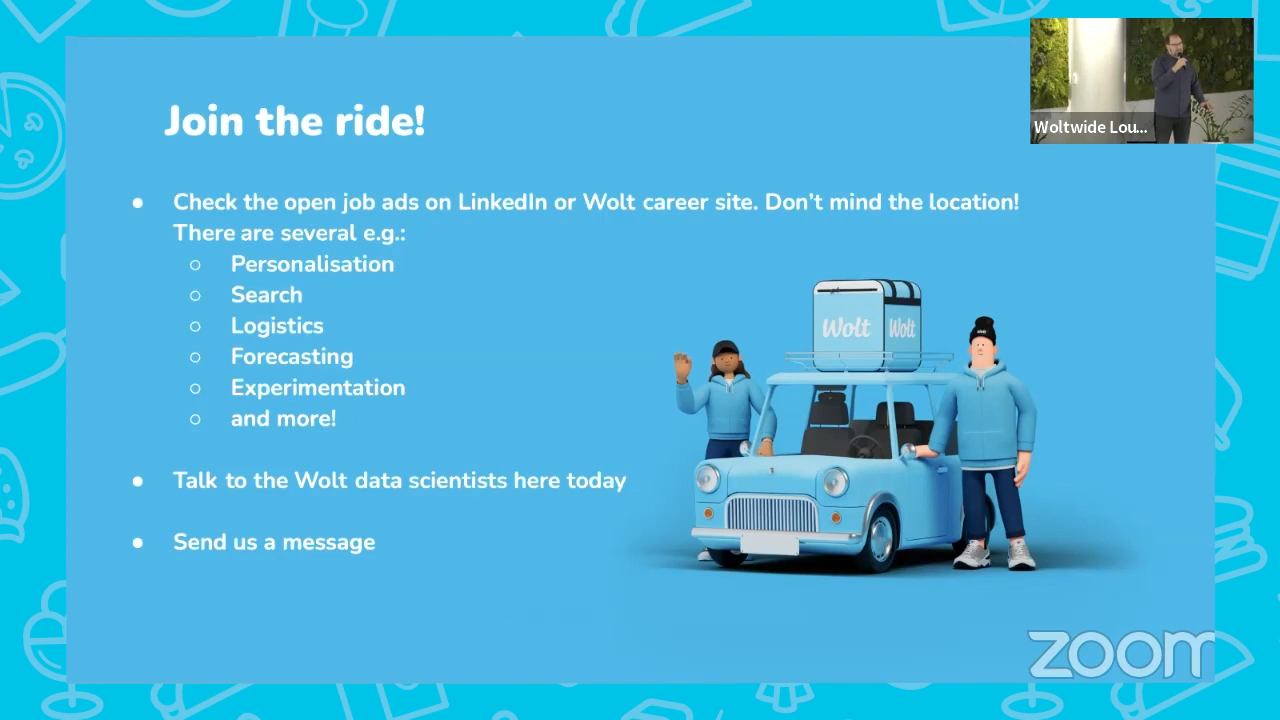 Join the ride!
Woltwide Lou...
● Check the open job ads on LinkedIn or Wolt career site. Don't mind the location!
There are several e.g.:
○ Personalisation
○ Search
○ Logistics
○ Forecasting
○ Experimentation
○ and more!
● Talk to the Wolt data scientists here today
● Send us a message
Wolt Wolt
zoom